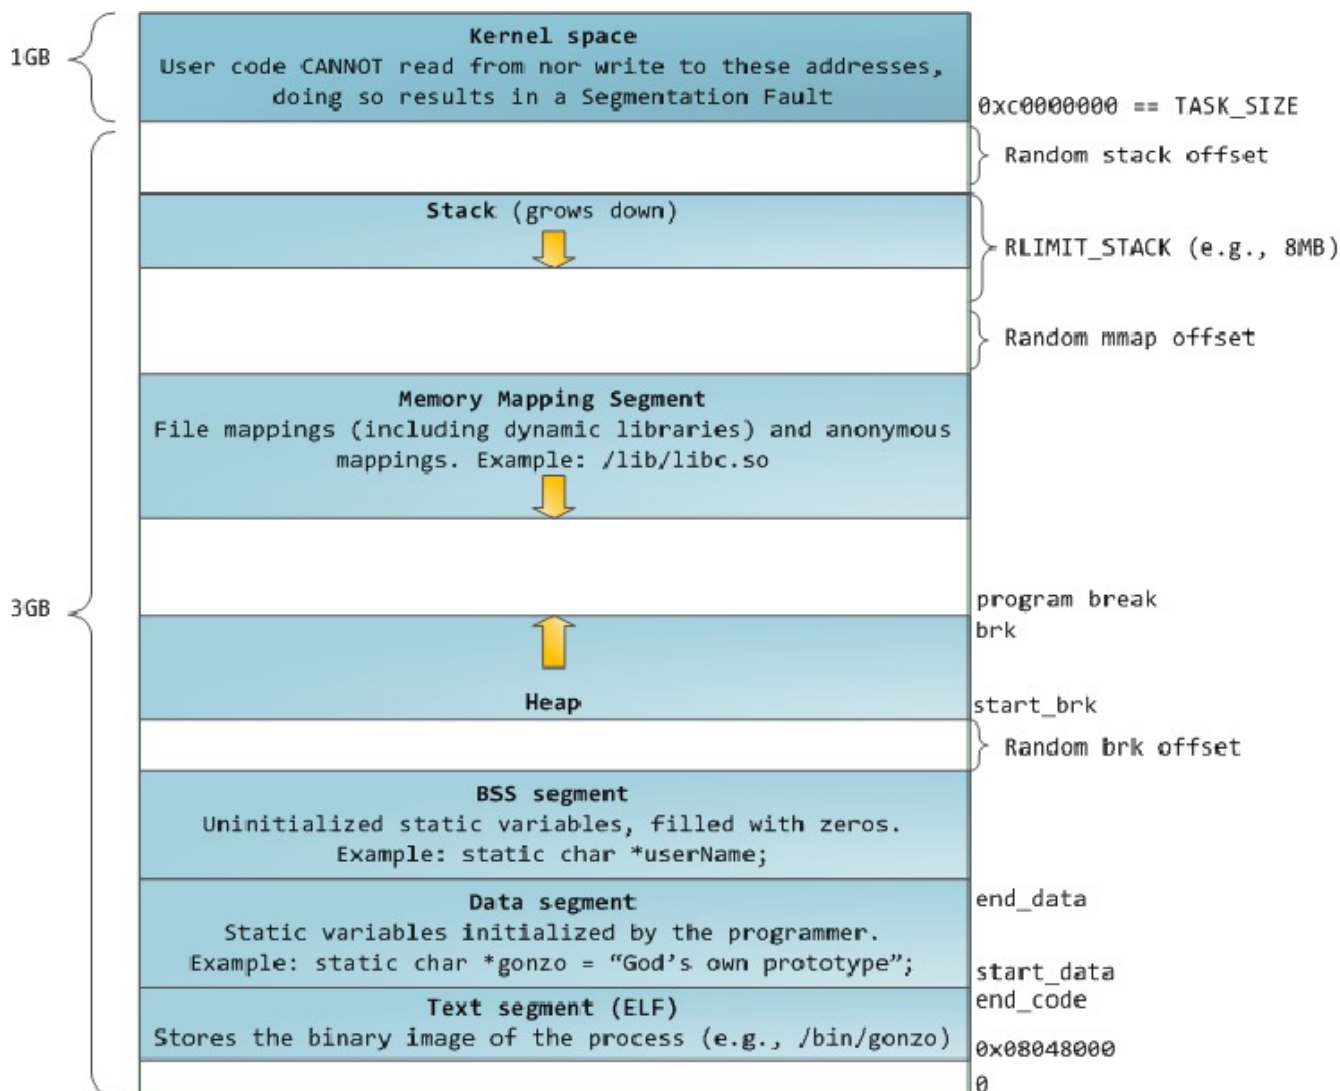 1GB
Kernel space
User code CANNOT read from nor write to these addresses,
doing so results in a Segmentation Fault
0xc0000000 == TASK_SIZE
Random stack offset
Stack (grows down)
RLIMIT_STACK (e.g., 8MB)
Random mmap offset
Memory Mapping Segment
File mappings (including dynamic libraries) and anonymous
mappings. Example: /lib/libc.so
3GB
program break
brk
Heap
start_brk
Random brk offset
BSS segment
Uninitialized static variables, filled with zeros.
Example: static char *userName;
Data segment
end_data
Static variables initialized by the programmer.
Example: static char *gonzo = “God’s own prototype”;
start_data
end_code
Text segment (ELF)
Stores the binary image of the process (e.g., /bin/gonzo)
0x08048000
0